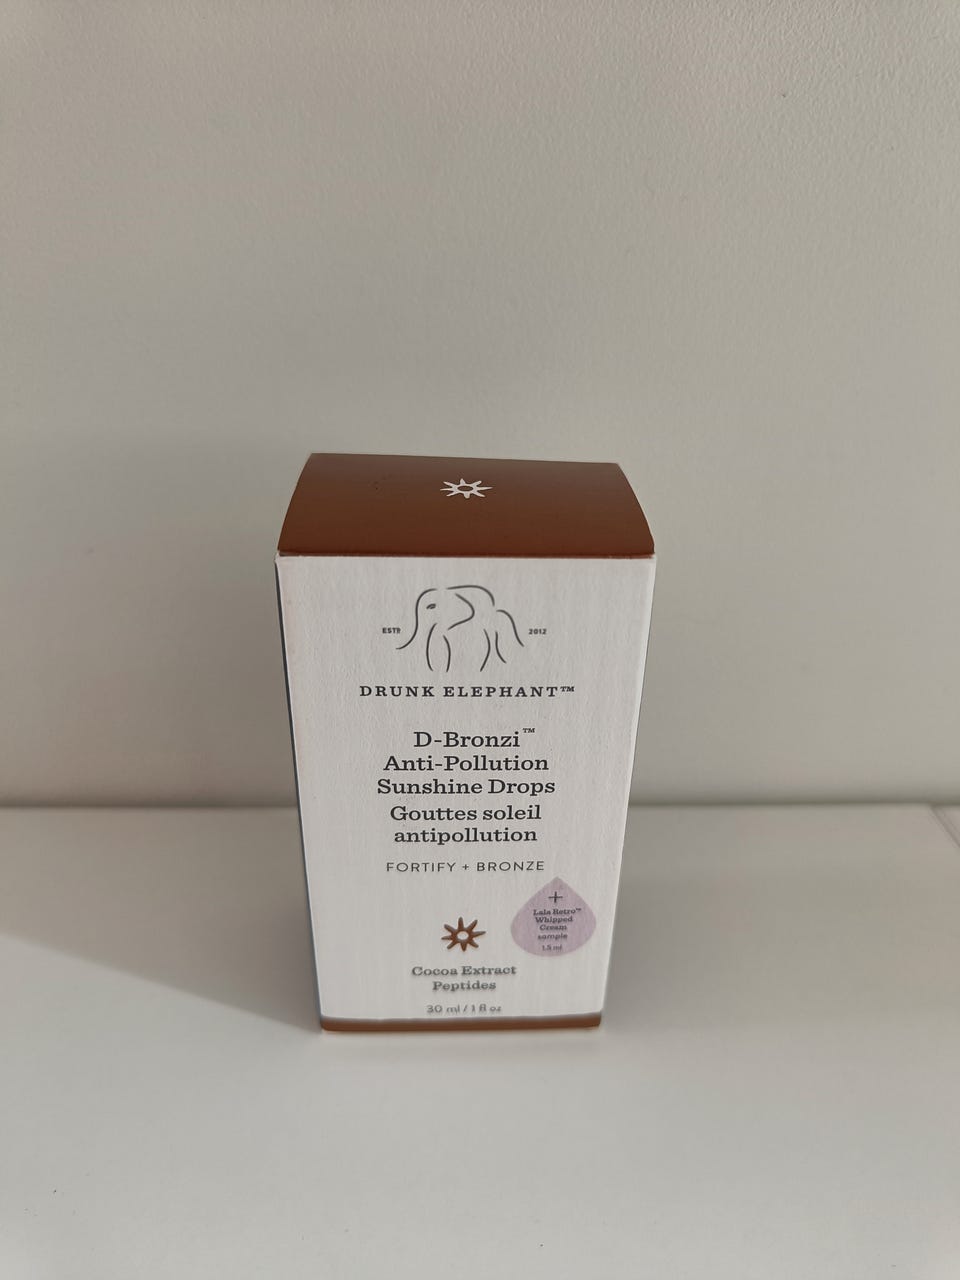 ESTD 2012
DRUNK ELEPHANT™
D-Bronzi™
Anti-Pollution
Sunshine Drops
Gouttes soleil
antipollution
FORTIFY + BRONZE
+
Lala Retro™
Whipped
Cream
sample
1.5 ml
Cocoa Extract
Peptides
30 ml / 1 fl oz